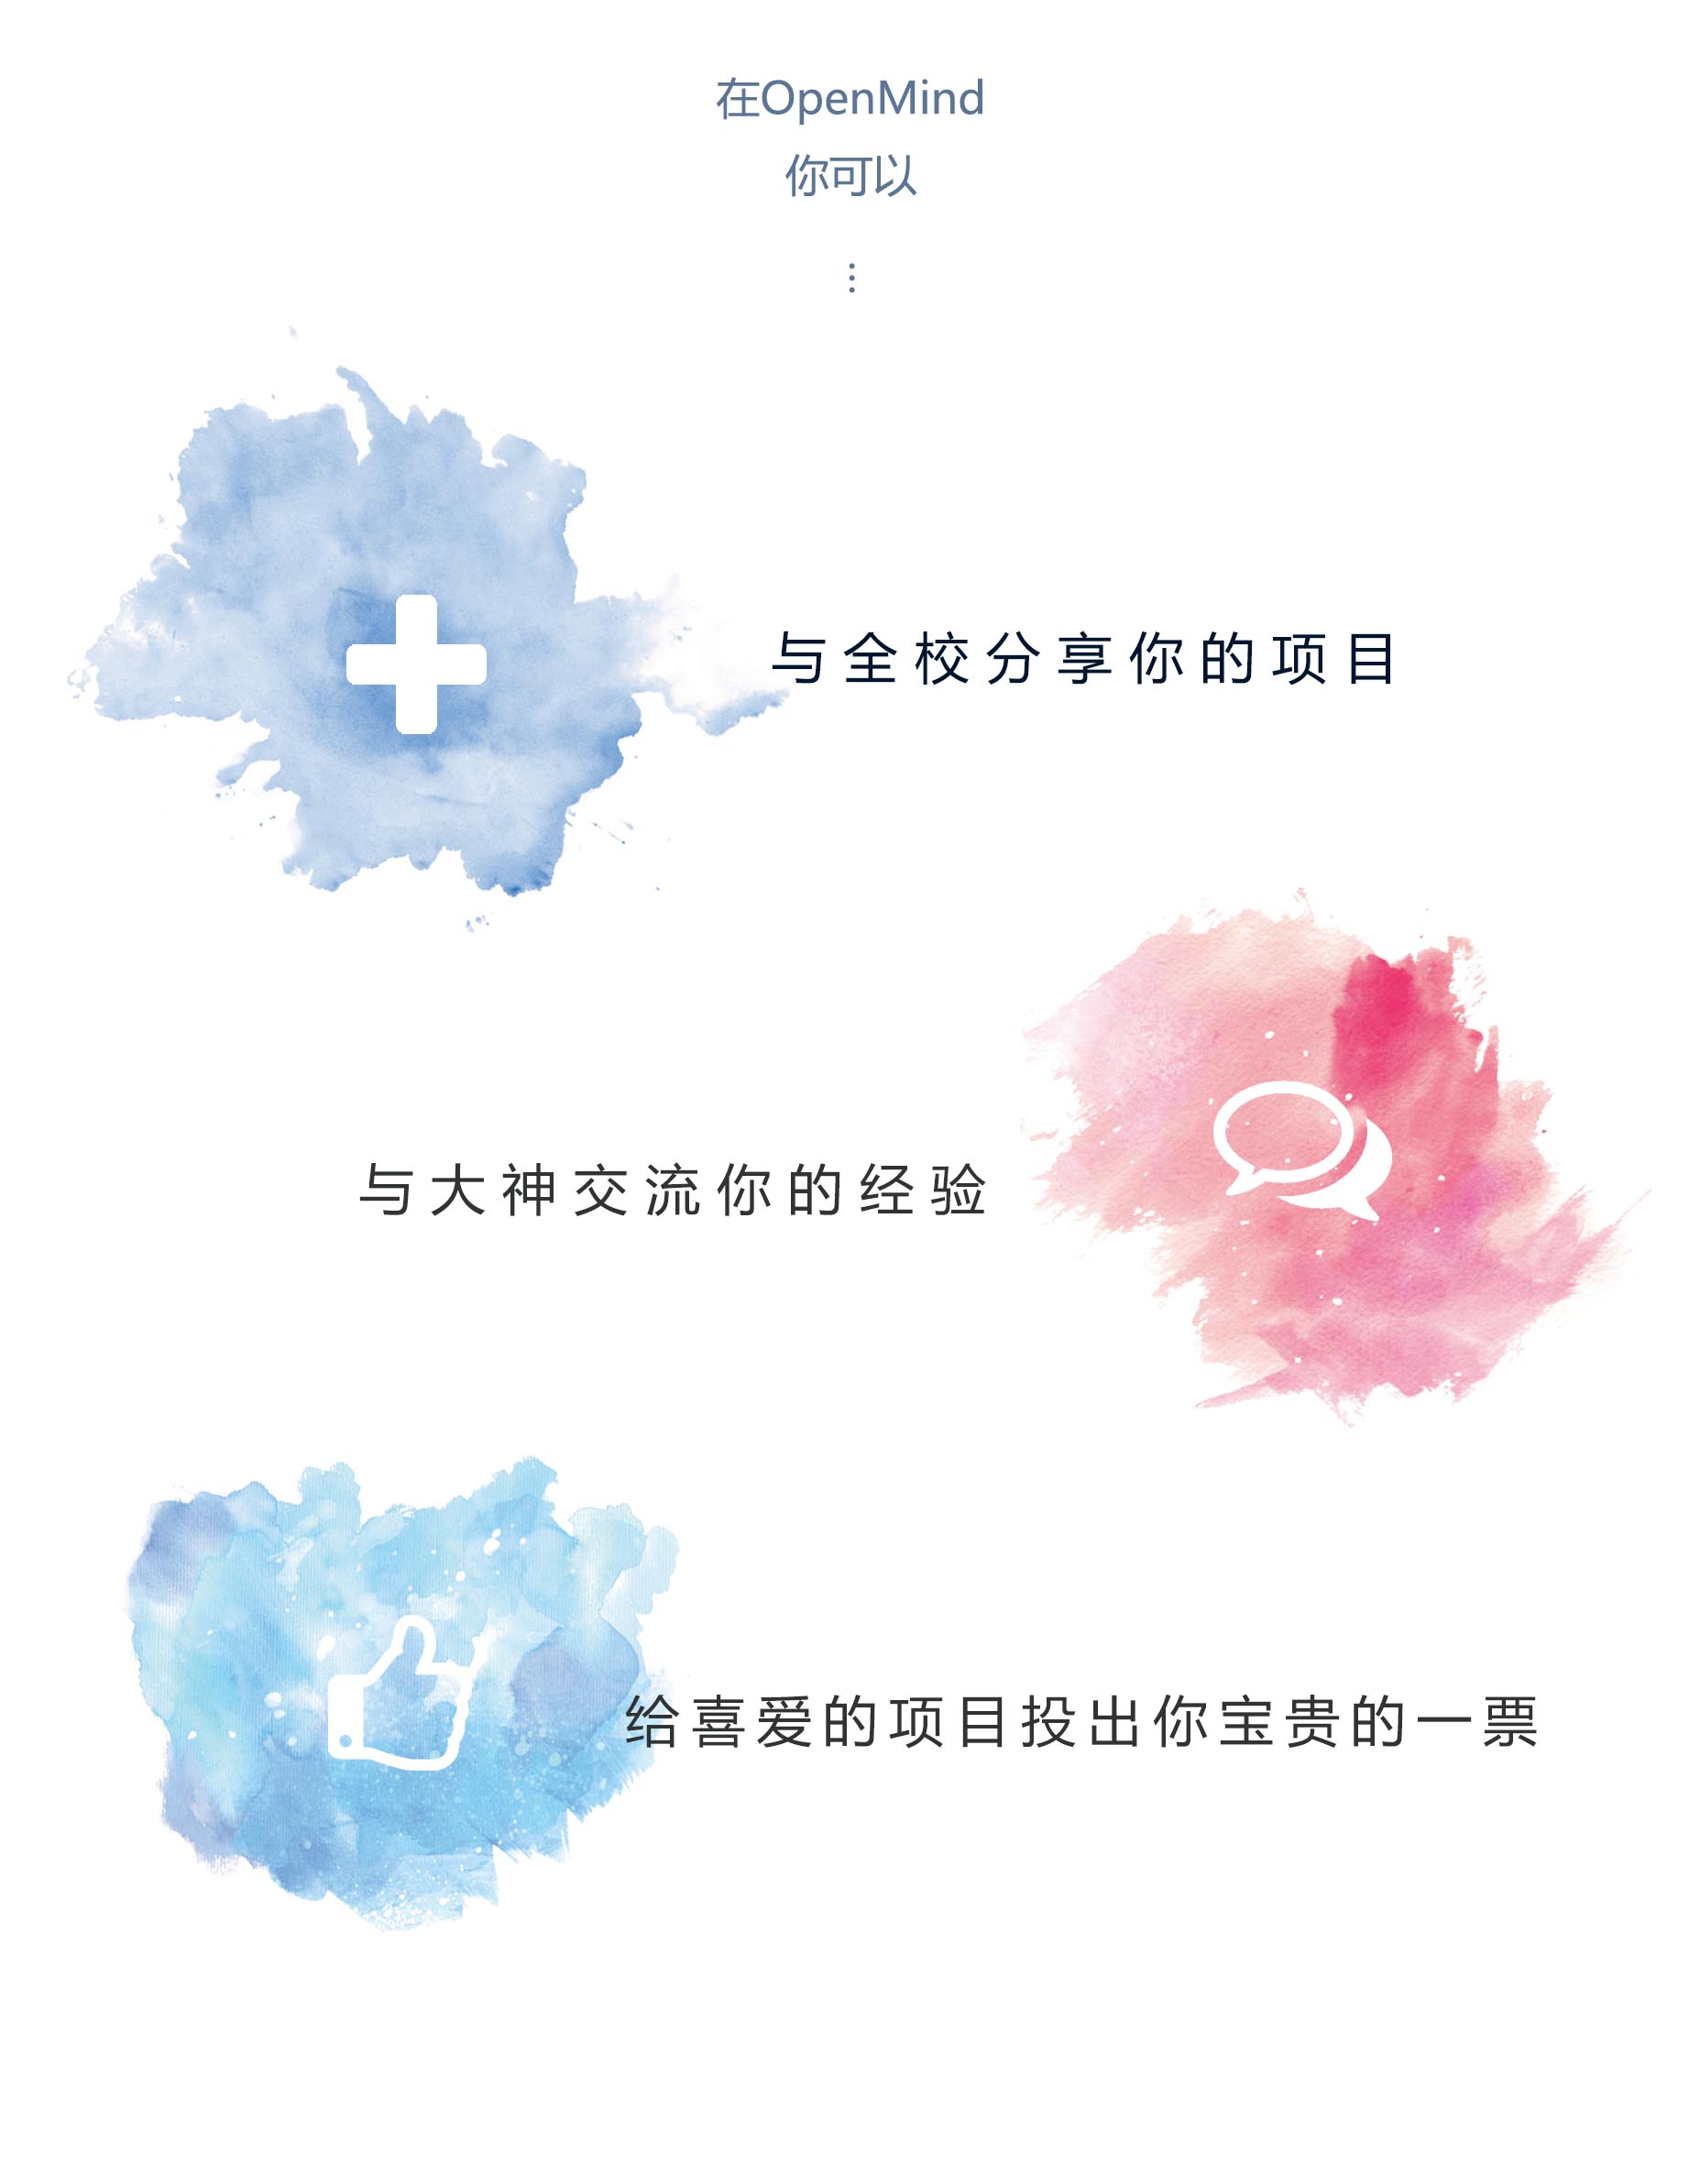 在OpenMind
你可以
⋮
与全校分享你的项目
与大神交流你的经验
给喜爱的项目投出你宝贵的一票